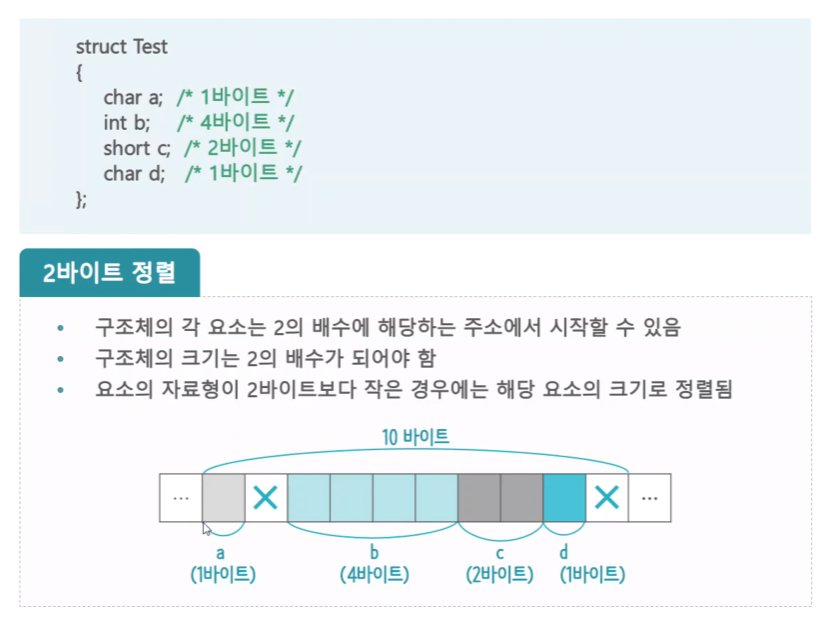 struct Test
{
char a; /* 1바이트 */
int b; /* 4바이트 */
short c; /* 2바이트 */
char d; /* 1바이트 */
};
2바이트 정렬
• 구조체의 각 요소는 2의 배수에 해당하는 주소에서 시작할 수 있음
• 구조체의 크기는 2의 배수가 되어야 함
• 요소의 자료형이 2바이트보다 작은 경우에는 해당 요소의 크기로 정렬됨
10 바이트
... ...
a b c d
(1바이트) (4바이트) (2바이트) (1바이트)